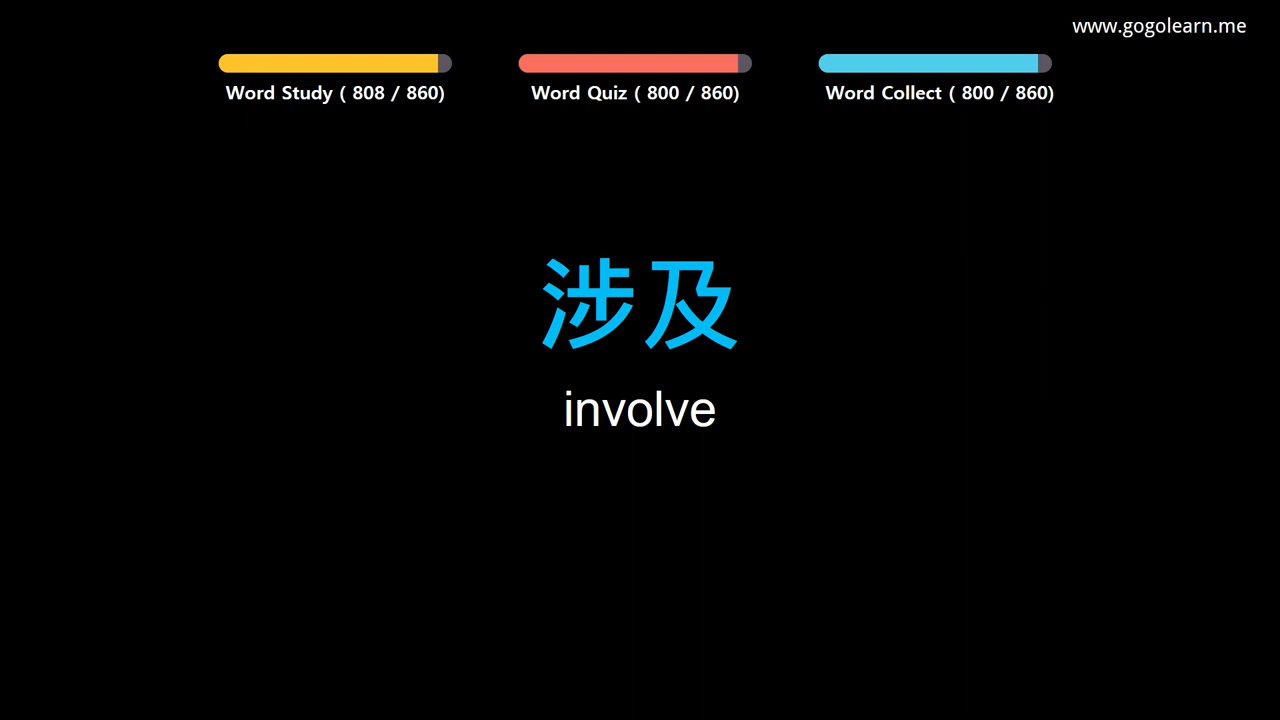 www.gogolearn.me
Word Study ( 808 / 860)
Word Quiz ( 800 / 860)
Word Collect ( 800 / 860)
涉及
involve